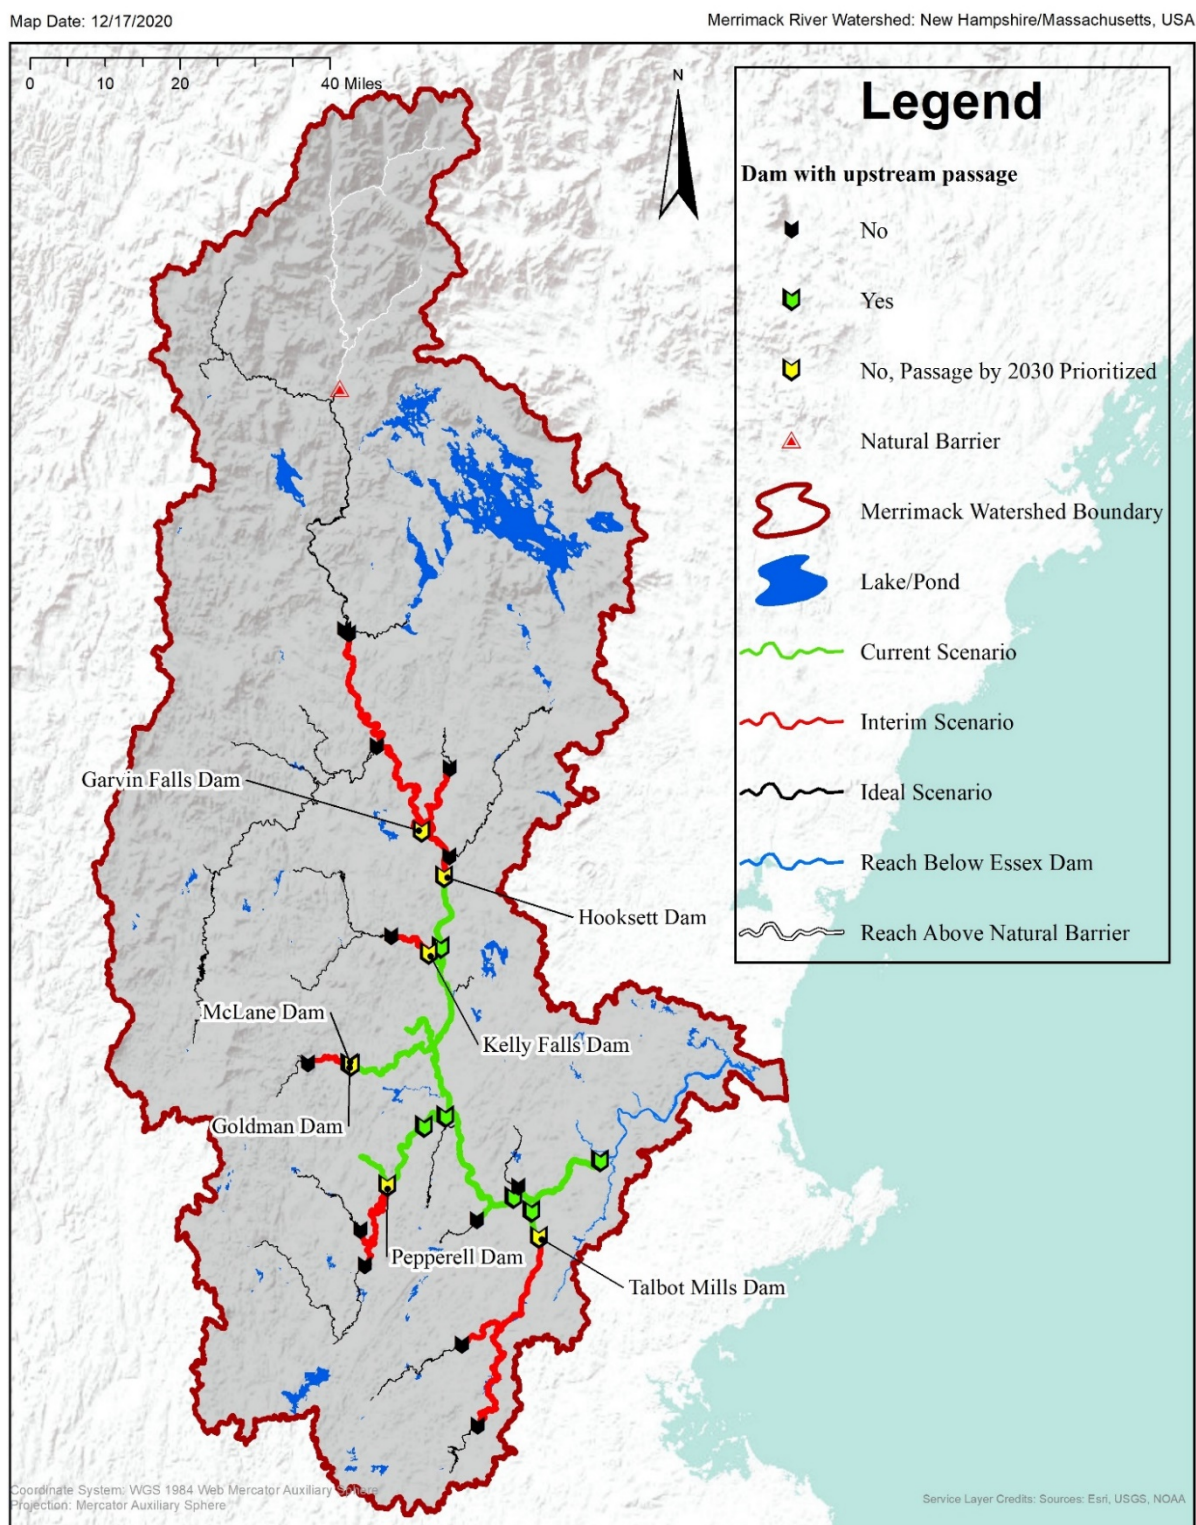 Map Date: 12/17/2020
Merrimack River Watershed: New Hampshire/Massachusetts, USA
0 10 20 40 Miles
N
Legend
Dam with upstream passage
No
Yes
No, Passage by 2030 Prioritized
Natural Barrier
Merrimack Watershed Boundary
Lake/Pond
Current Scenario
Interim Scenario
Ideal Scenario
Reach Below Essex Dam
Reach Above Natural Barrier
Garvin Falls Dam
Hooksett Dam
McLane Dam
Kelly Falls Dam
Goldman Dam
Pepperell Dam
Talbot Mills Dam
Coordinate System: WGS 1984 Web Mercator Auxiliary Sphere
Projection: Mercator Auxiliary Sphere
Service Layer Credits: Sources: Esri, USGS, NOAA